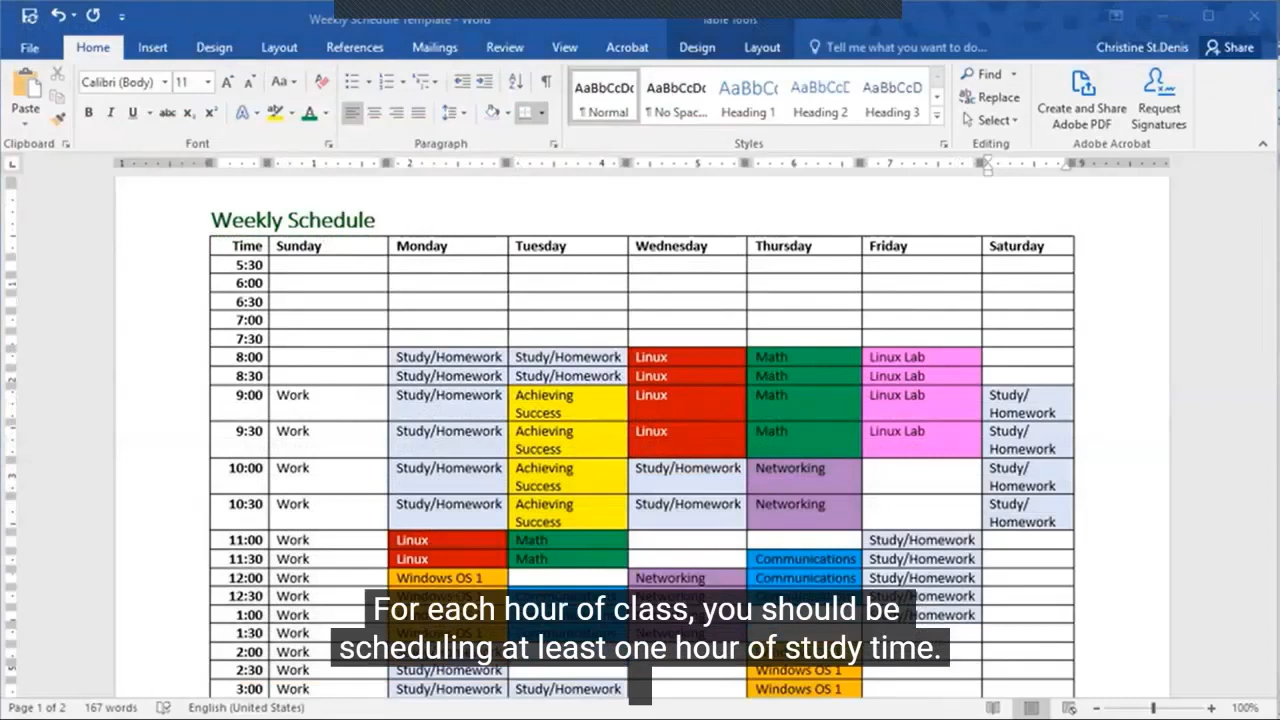 Weekly Schedule Template - Word
Table Tools
File Home Insert Design Layout References Mailings Review View Acrobat Design Layout Tell me what you want to do... Christine St.Denis Share
Calibri (Body) 11 Aa AaBbCcDc AaBbCcDc AaBbCc AaBbCcD AaBbCcD Find
Paste B I U abc x₂ x² A A ¶ Normal ¶ No Spac... Heading 1 Heading 2 Heading 3 Replace
Select
Create and Share Adobe PDF
Request Signatures
Clipboard Font Paragraph Styles Editing Adobe Acrobat
Weekly Schedule
Time Sunday Monday Tuesday Wednesday Thursday Friday Saturday
5:30
6:00
6:30
7:00
7:30
8:00 Study/Homework Study/Homework Linux Math Linux Lab
8:30 Study/Homework Study/Homework Linux Math Linux Lab
9:00 Work Study/Homework Achieving Success Linux Math Linux Lab Study/ Homework
9:30 Work Study/Homework Achieving Success Linux Math Linux Lab Study/ Homework
10:00 Work Study/Homework Achieving Success Study/Homework Networking Study/ Homework
10:30 Work Study/Homework Achieving Success Study/Homework Networking Study/ Homework
11:00 Work Linux Math Study/Homework
11:30 Work Linux Math Communications Study/Homework
12:00 Work Windows OS 1 Networking Communications Study/Homework
12:30 Work
1:00 Work
1:30 Work
2:00 Work
2:30 Work Study/Homework Windows OS 1
3:00 Work Study/Homework Study/Homework Windows OS 1
For each hour of class, you should be
scheduling at least one hour of study time.
Page 1 of 2 167 words English (United States) 100%